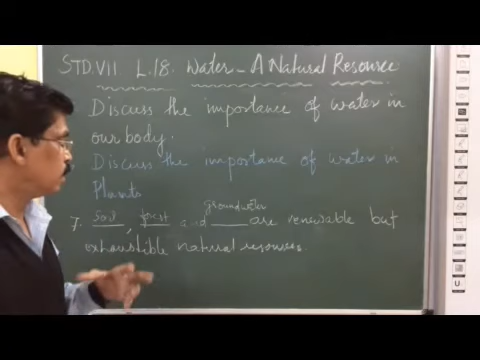 STD.VII L.18. Water - A Natural Resource
Discuss the importance of water in
our body.
Discuss the importance of water in
Plants
7. Soil, forest and groundwater are renewable but
exhaustible natural resources.